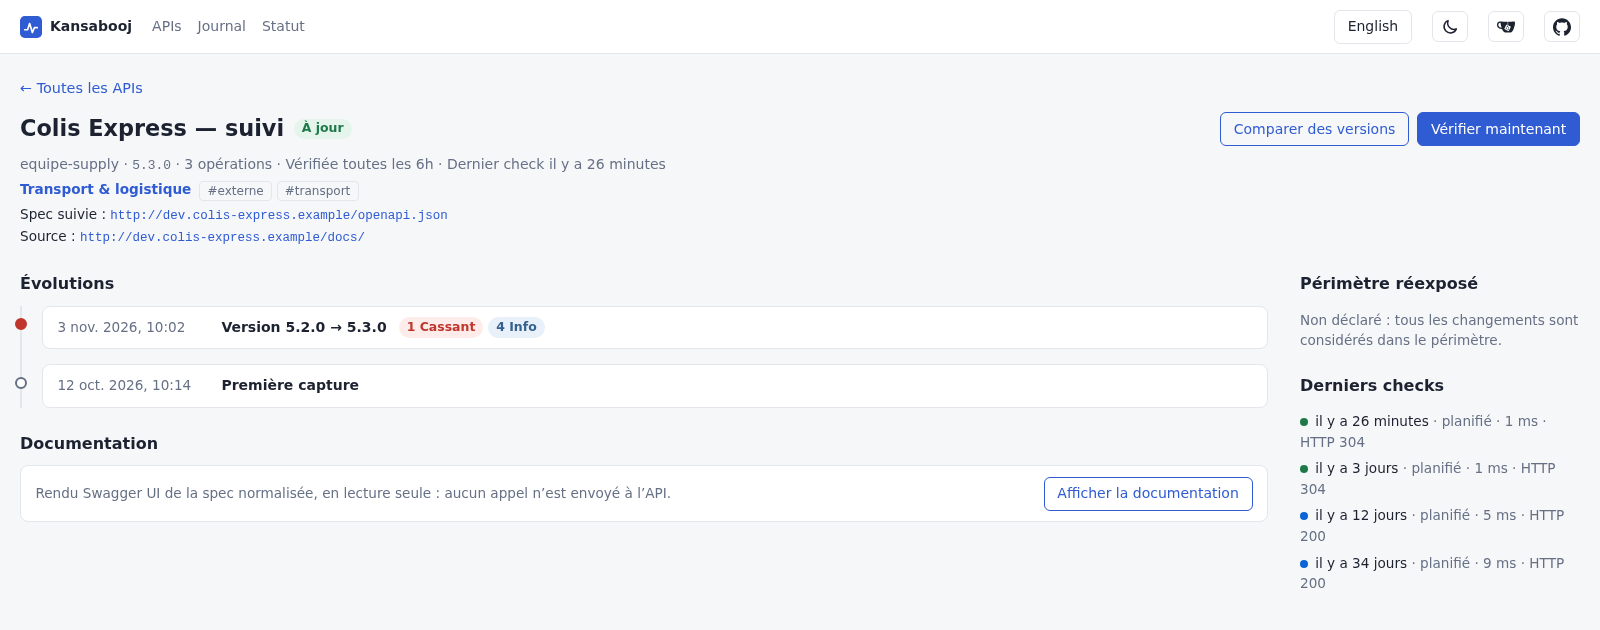 Kansabooj APIs Journal Statut English
← Toutes les APIs
Colis Express — suivi À jour
Comparer des versions Vérifier maintenant
equipe-supply · 5.3.0 · 3 opérations · Vérifiée toutes les 6h · Dernier check il y a 26 minutes
Transport & logistique #externe #transport
Spec suivie : http://dev.colis-express.example/openapi.json
Source : http://dev.colis-express.example/docs/
Évolutions
3 nov. 2026, 10:02 Version 5.2.0 → 5.3.0 1 Cassant 4 Info
12 oct. 2026, 10:14 Première capture
Documentation
Rendu Swagger UI de la spec normalisée, en lecture seule : aucun appel n’est envoyé à l’API.
Afficher la documentation
Périmètre réexposé
Non déclaré : tous les changements sont
considérés dans le périmètre.
Derniers checks
il y a 26 minutes · planifié · 1 ms ·
HTTP 304
il y a 3 jours · planifié · 1 ms · HTTP
304
il y a 12 jours · planifié · 5 ms · HTTP
200
il y a 34 jours · planifié · 9 ms · HTTP
200